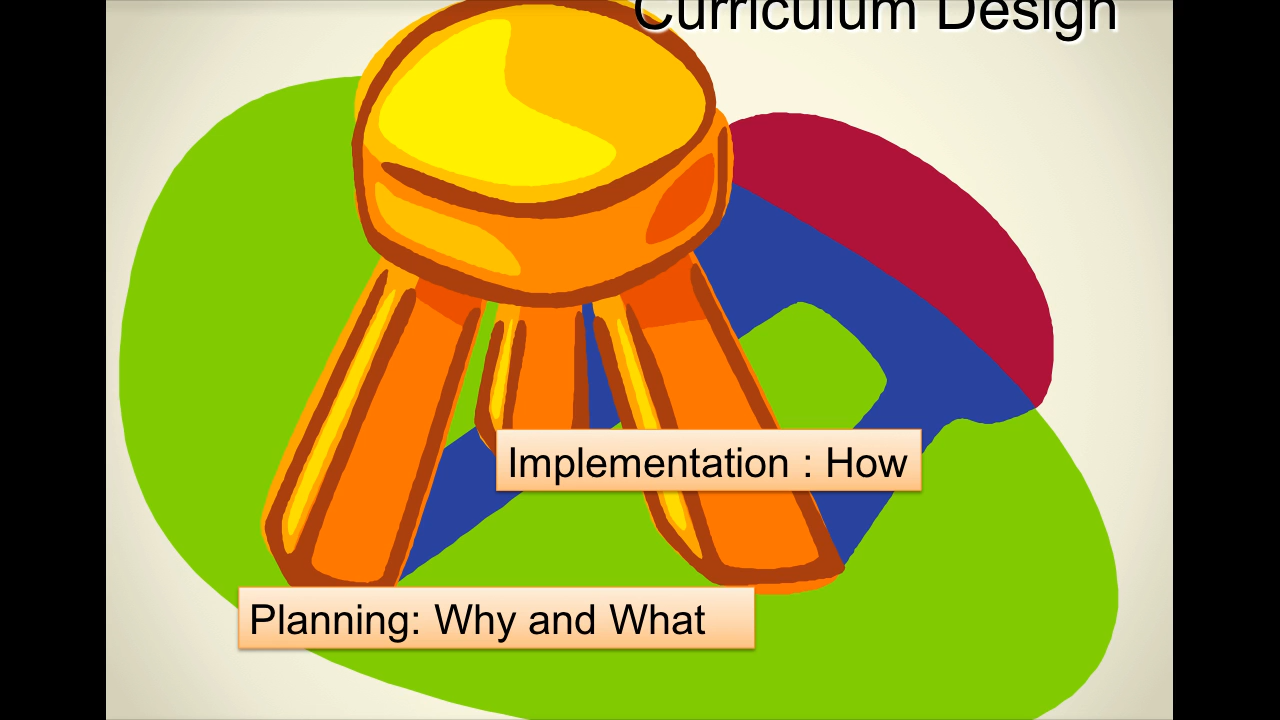 Curriculum Design
Implementation : How
Planning: Why and What